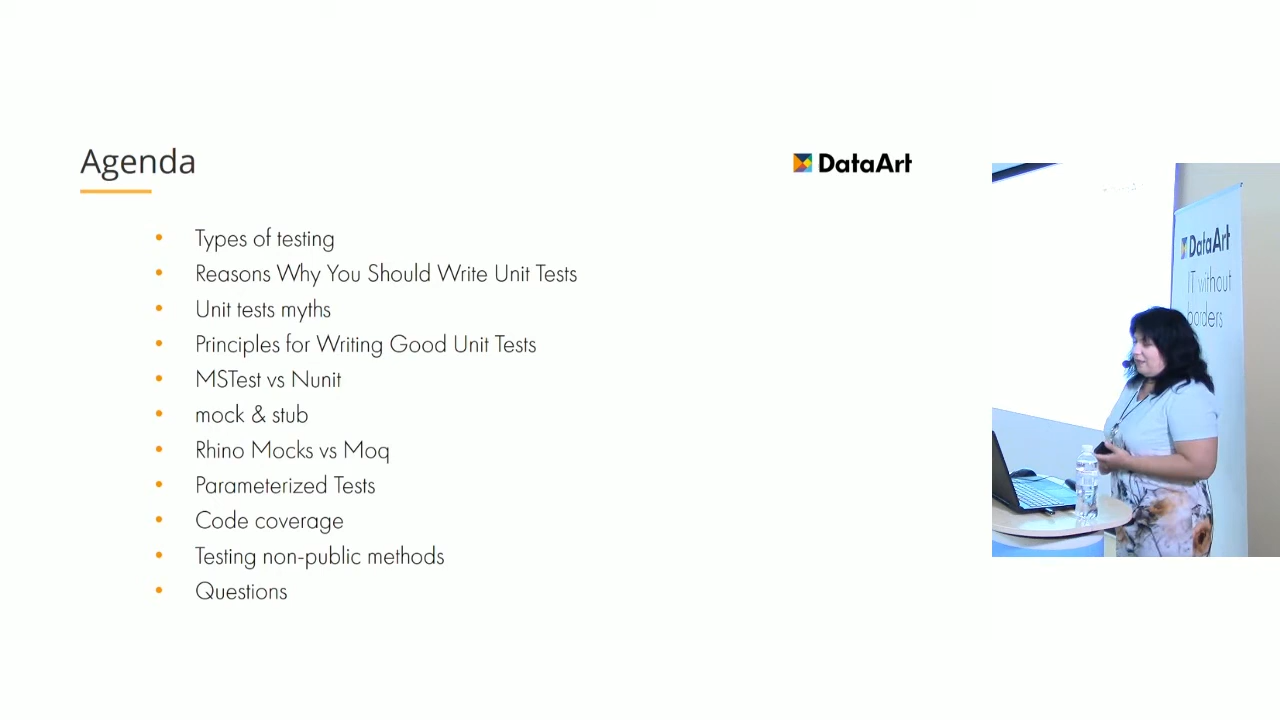 Agenda
DataArt
Types of testing
Reasons Why You Should Write Unit Tests
Unit tests myths
Principles for Writing Good Unit Tests
MSTest vs Nunit
mock & stub
Rhino Mocks vs Moq
Parameterized Tests
Code coverage
Testing non-public methods
Questions
DataArt
IT without
borders